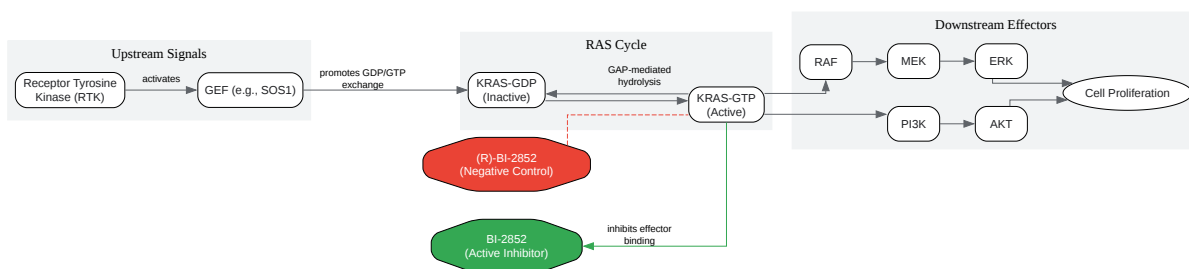 Upstream Signals
Receptor Tyrosine
Kinase (RTK)
activates
GEF (e.g., SOS1)
promotes GDP/GTP
exchange
RAS Cycle
KRAS-GDP
(Inactive)
GAP-mediated
hydrolysis
KRAS-GTP
(Active)
Downstream Effectors
RAF
MEK
ERK
PI3K
AKT
Cell Proliferation
(R)-BI-2852
(Negative Control)
BI-2852
(Active Inhibitor)
inhibits effector
binding